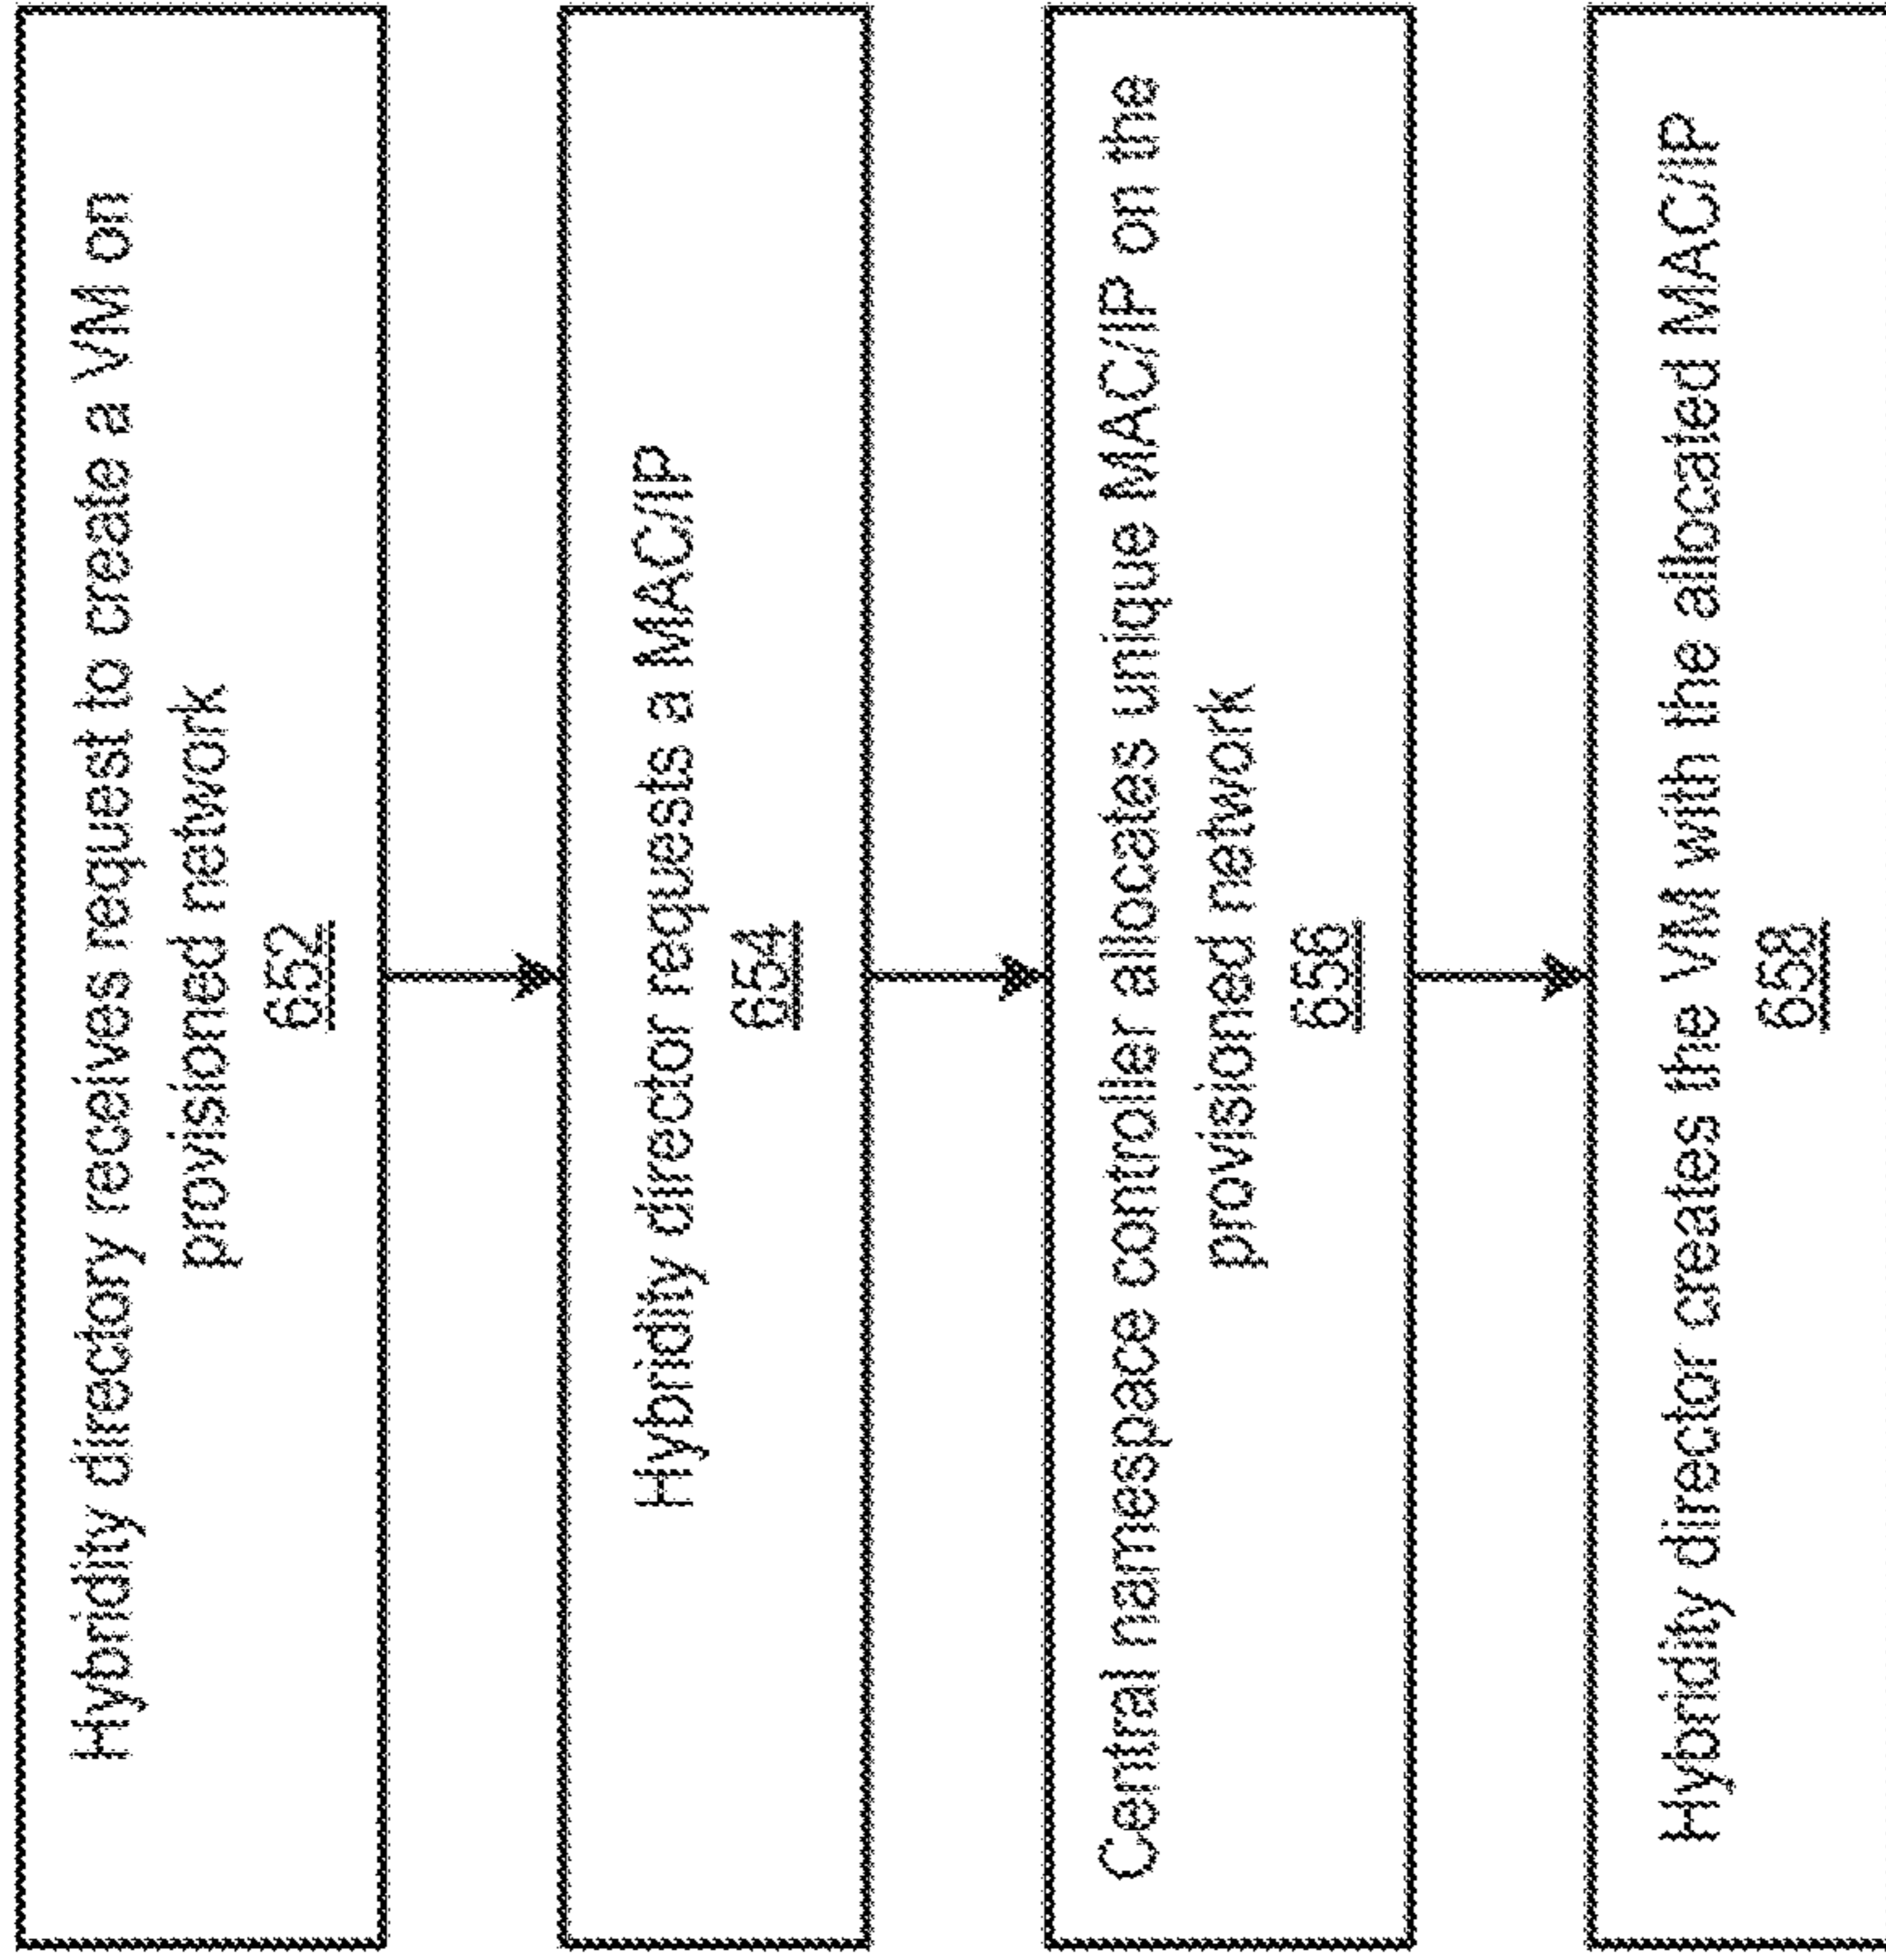 Hybridity directory receives request to create a VM on
provisioned network
652
Hybridity director requests a MAC/IP
654
Central namespace controller allocates unique MAC/IP on the
provisioned network
656
Hybridity director creates the VM with the allocated MAC/IP
658